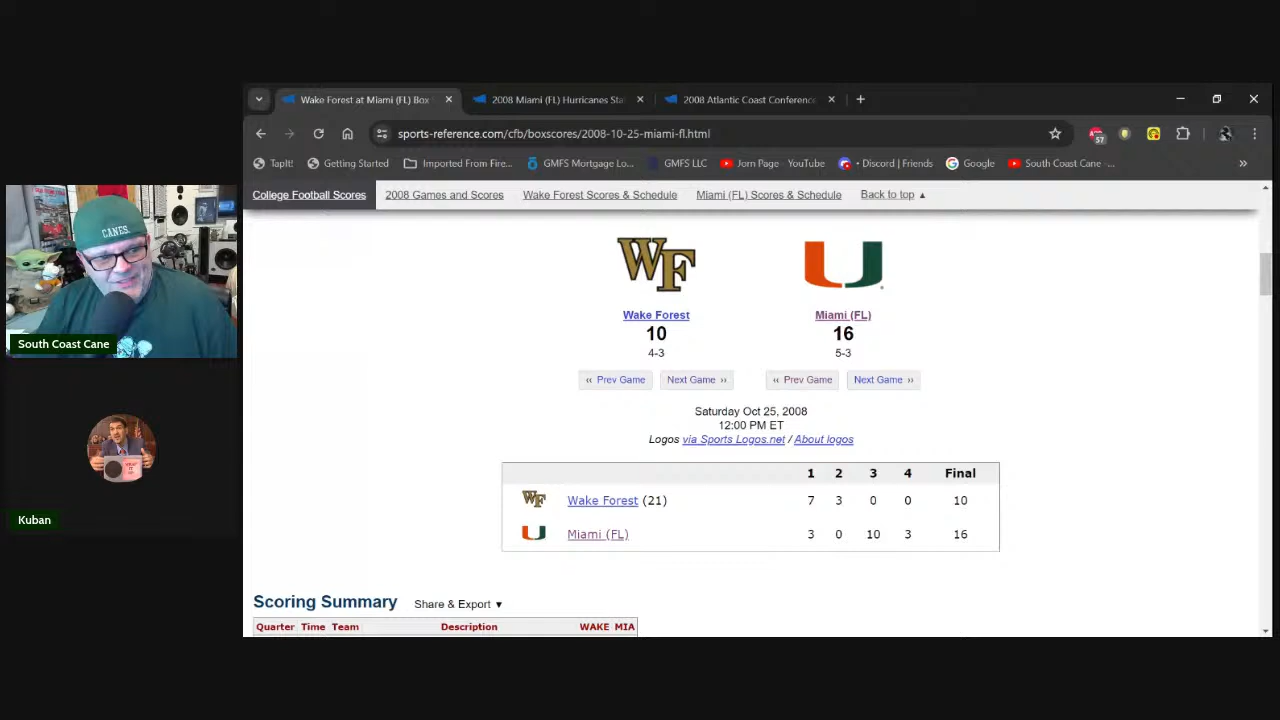 Wake Forest at Miami (FL) Box
2008 Miami (FL) Hurricanes Sta
2008 Atlantic Coast Conference
sports-reference.com/cfb/boxscores/2008-10-25-miami-fl.html
57
TapIt!
Getting Started
Imported From Fire...
GMFS Mortgage Lo...
GMFS LLC
Jorn Page
YouTube
• Discord | Friends
Google
South Coast Cane -...
»
College Football Scores
2008 Games and Scores
Wake Forest Scores & Schedule
Miami (FL) Scores & Schedule
Back to top ▲
WF
U
Wake Forest
Miami (FL)
10
16
4-3
5-3
‹‹ Prev Game
Next Game ››
‹‹ Prev Game
Next Game ››
Saturday Oct 25, 2008
12:00 PM ET
Logos via Sports Logos.net / About logos
1 2 3 4 Final
WF Wake Forest (21) 7 3 0 0 10
U Miami (FL) 3 0 10 3 16
Scoring Summary
Share & Export ▼
Quarter Time Team Description WAKE MIA
CANES
South Coast Cane
Kuban